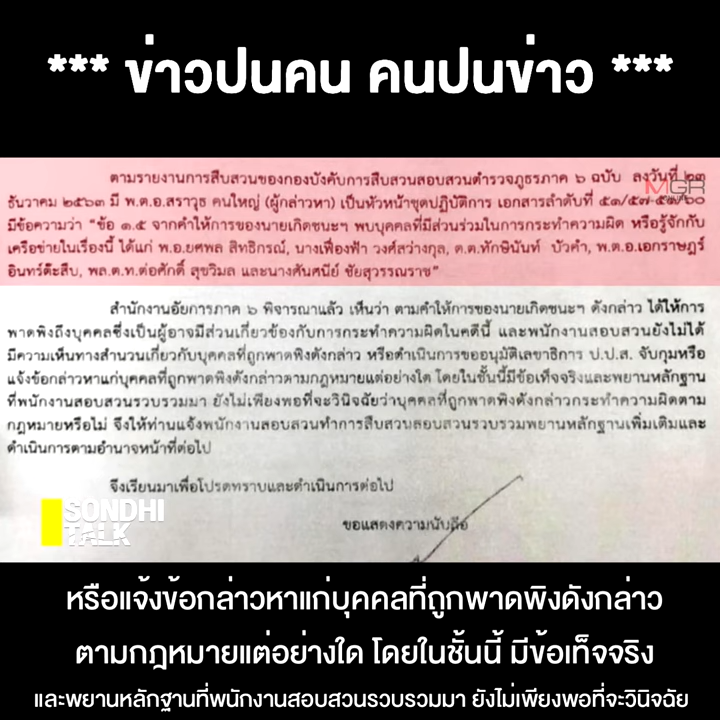 *** ข่าวปนคน คนปนข่าว ***
ตามรายงานการสืบสวนของกองบังคับการสืบสวนสอบสวนตำรวจภูธรภาค ๖ ฉบับ ลงวันที่ ๒๓
MGR
ธันวาคม ๒๕๖๓ มี พ.ต.อ.สราวุธ คนใหญ่ (ผู้กล่าวหา) เป็นหัวหน้าชุดปฏิบัติการ เอกสารลำดับที่
มีข้อความว่า "ข้อ ๑.๕ จากคำให้การของนายเกิดชนะฯ พบบุคคลที่มีส่วนร่วมในการกระทำความผิด หรือรู้จักกับ
เครือข่ายในเรื่องนี้ ได้แก่ พ.อ.ยศพล สิทธิกรณ์, นางเฟื่องฟ้า วงศ์สว่างกุล, ด.ต.ทักษินันท์ บัวคำ, พ.ต.อ.เอกราษฎร์
อินทร์ต๊ะสืบ, พล.ต.ท.ต่อศักดิ์ สุขวิมล และนางศันศนีย์ ชัยสุวรรณราช"
สำนักงานอัยการภาค ๖ พิจารณาแล้ว เห็นว่า ตามคำให้การของนายเกิดชนะฯ ดังกล่าว ได้ให้การ
พาดพิงถึงบุคคลซึ่งเป็นผู้อาจมีส่วนเกี่ยวข้องกับการกระทำความผิดในคดีนี้ และพนักงานสอบสวนยังไม่ได้
มีความเห็นทางสำนวนเกี่ยวกับบุคคลที่ถูกพาดพิงดังกล่าว หรือดำเนินการขออนุมัติเลขาธิการ ป.ป.ส. จับกุมหรือ
แจ้งข้อกล่าวหาแก่บุคคลที่ถูกพาดพิงดังกล่าวตามกฎหมายแต่อย่างใด โดยในชั้นนี้มีข้อเท็จจริงและพยานหลักฐาน
ที่พนักงานสอบสวนรวบรวมมา ยังไม่เพียงพอที่จะวินิจฉัยว่าบุคคลที่ถูกพาดพิงดังกล่าวกระทำความผิดตาม
กฎหมายหรือไม่ จึงให้ท่านแจ้งพนักงานสอบสวนทำการสืบสวนสอบสวนรวบรวมพยานหลักฐานเพิ่มเติมและ
ดำเนินการตามอำนาจหน้าที่ต่อไป
จึงเรียนมาเพื่อโปรดทราบและดำเนินการต่อไป
ขอแสดงความนับถือ
SONDHI
TALK
หรือแจ้งข้อกล่าวหาแก่บุคคลที่ถูกพาดพิงดังกล่าว
ตามกฎหมายแต่อย่างใด โดยในชั้นนี้ มีข้อเท็จจริง
และพยานหลักฐานที่พนักงานสอบสวนรวบรวมมา ยังไม่เพียงพอที่จะวินิจฉัย